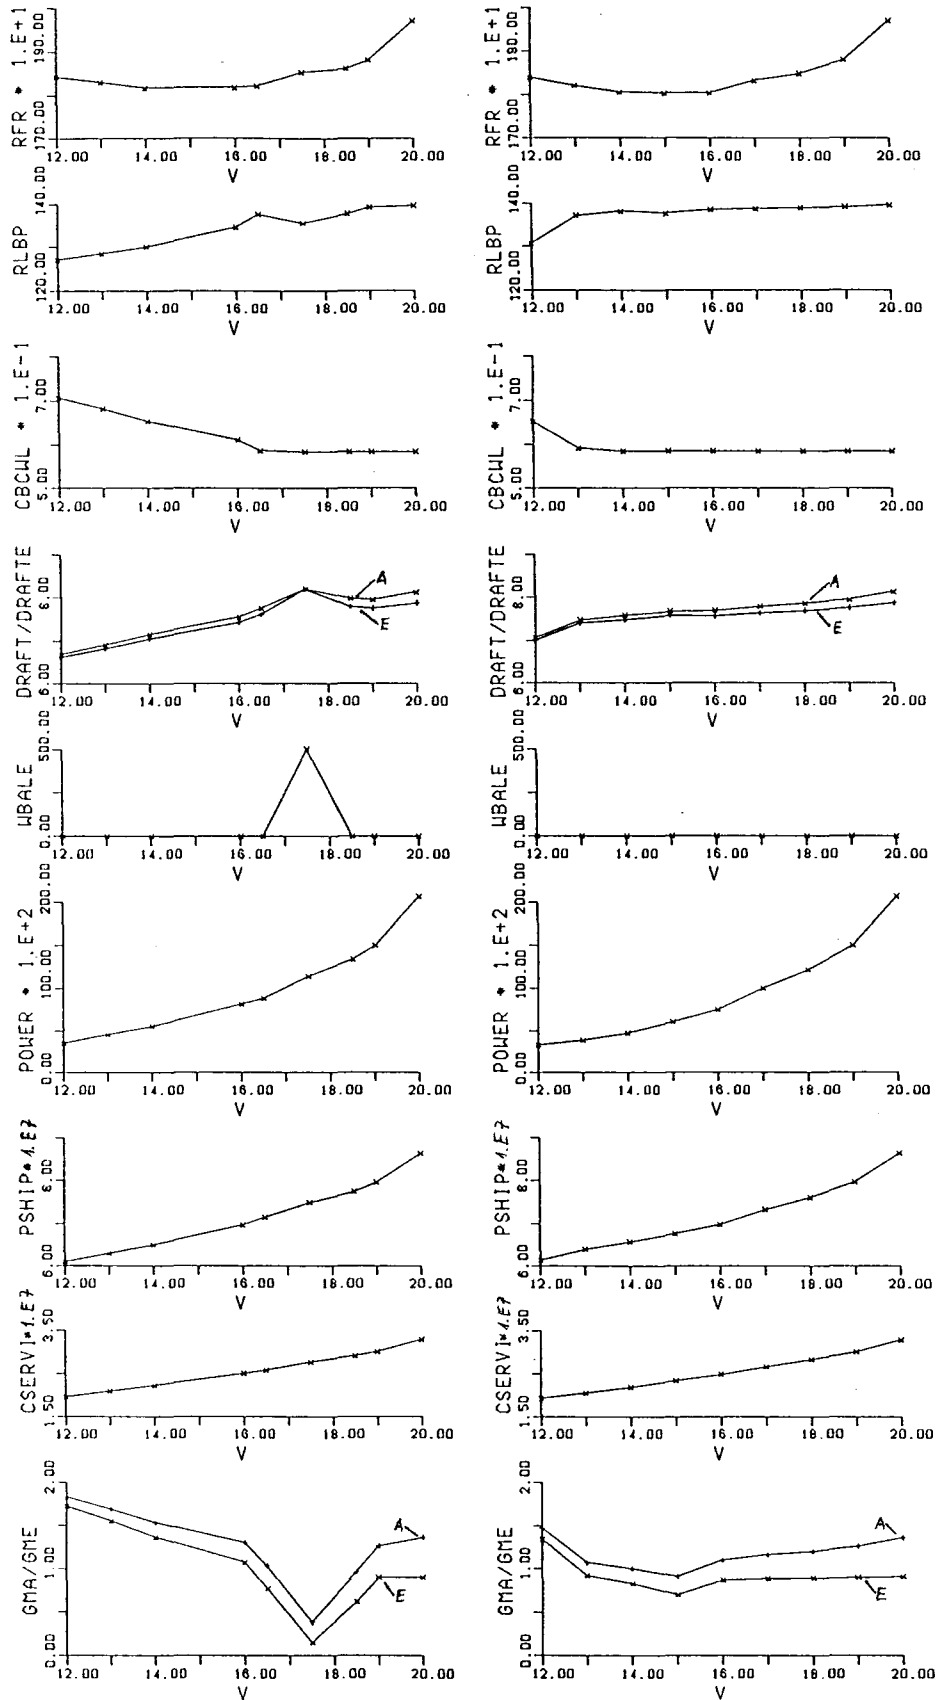 RFR * 1.E+1
170.00 190.00
12.00 14.00 16.00 18.00 20.00
V
RFR * 1.E+1
170.00 190.00
12.00 14.00 16.00 18.00 20.00
V
RLBP
120.00 140.00
12.00 14.00 16.00 18.00 20.00
V
RLBP
120.00 140.00
12.00 14.00 16.00 18.00 20.00
V
CBCWL * 1.E-1
5.00 7.00
12.00 14.00 16.00 18.00 20.00
V
CBCWL * 1.E-1
5.00 7.00
12.00 14.00 16.00 18.00 20.00
V
DRAFT/DRAFTE
6.00 8.00
A
E
12.00 14.00 16.00 18.00 20.00
V
DRAFT/DRAFTE
6.00 8.00
A
E
12.00 14.00 16.00 18.00 20.00
V
WBALE
0.00 500.00
12.00 14.00 16.00 18.00 20.00
V
WBALE
0.00 500.00
12.00 14.00 16.00 18.00 20.00
V
POWER * 1.E+2
0.00 100.00 200.00
12.00 14.00 16.00 18.00 20.00
V
POWER * 1.E+2
0.00 100.00 200.00
12.00 14.00 16.00 18.00 20.00
V
PSHIP*1.E7
6.00 8.00
12.00 14.00 16.00 18.00 20.00
V
PSHIP*1.E7
6.00 8.00
12.00 14.00 16.00 18.00 20.00
V
CSERVI*1.E7
1.50 3.50
12.00 14.00 16.00 18.00 20.00
V
CSERVI*1.E7
1.50 3.50
12.00 14.00 16.00 18.00 20.00
V
GMA/GME
0.00 1.00 2.00
A
E
12.00 14.00 16.00 18.00 20.00
V
GMA/GME
0.00 1.00 2.00
A
E
12.00 14.00 16.00 18.00 20.00
V